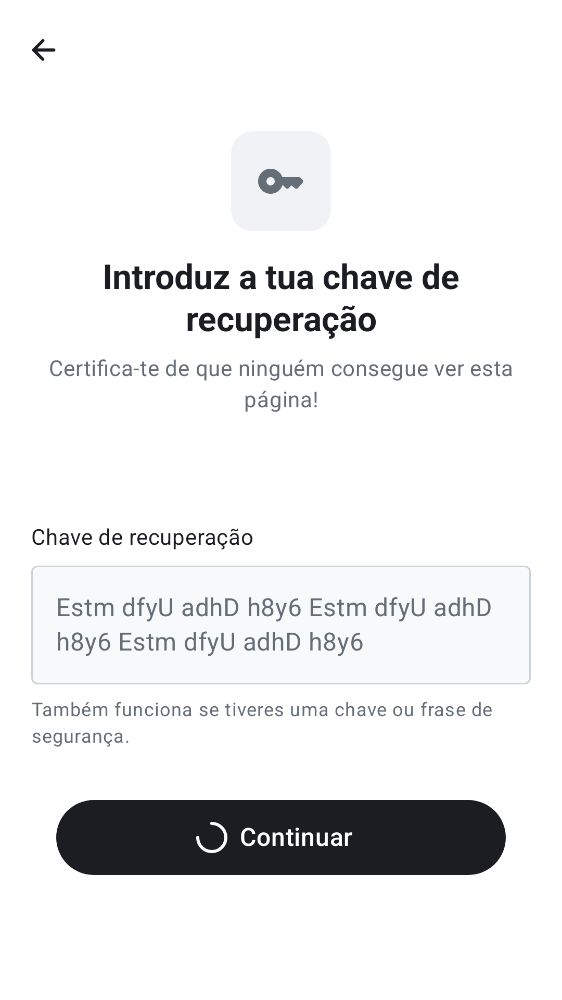 Introduz a tua chave de
recuperação
Certifica-te de que ninguém consegue ver esta
página!
Chave de recuperação
Estm dfyU adhD h8y6 Estm dfyU adhD
h8y6 Estm dfyU adhD h8y6
Também funciona se tiveres uma chave ou frase de
segurança.
Continuar